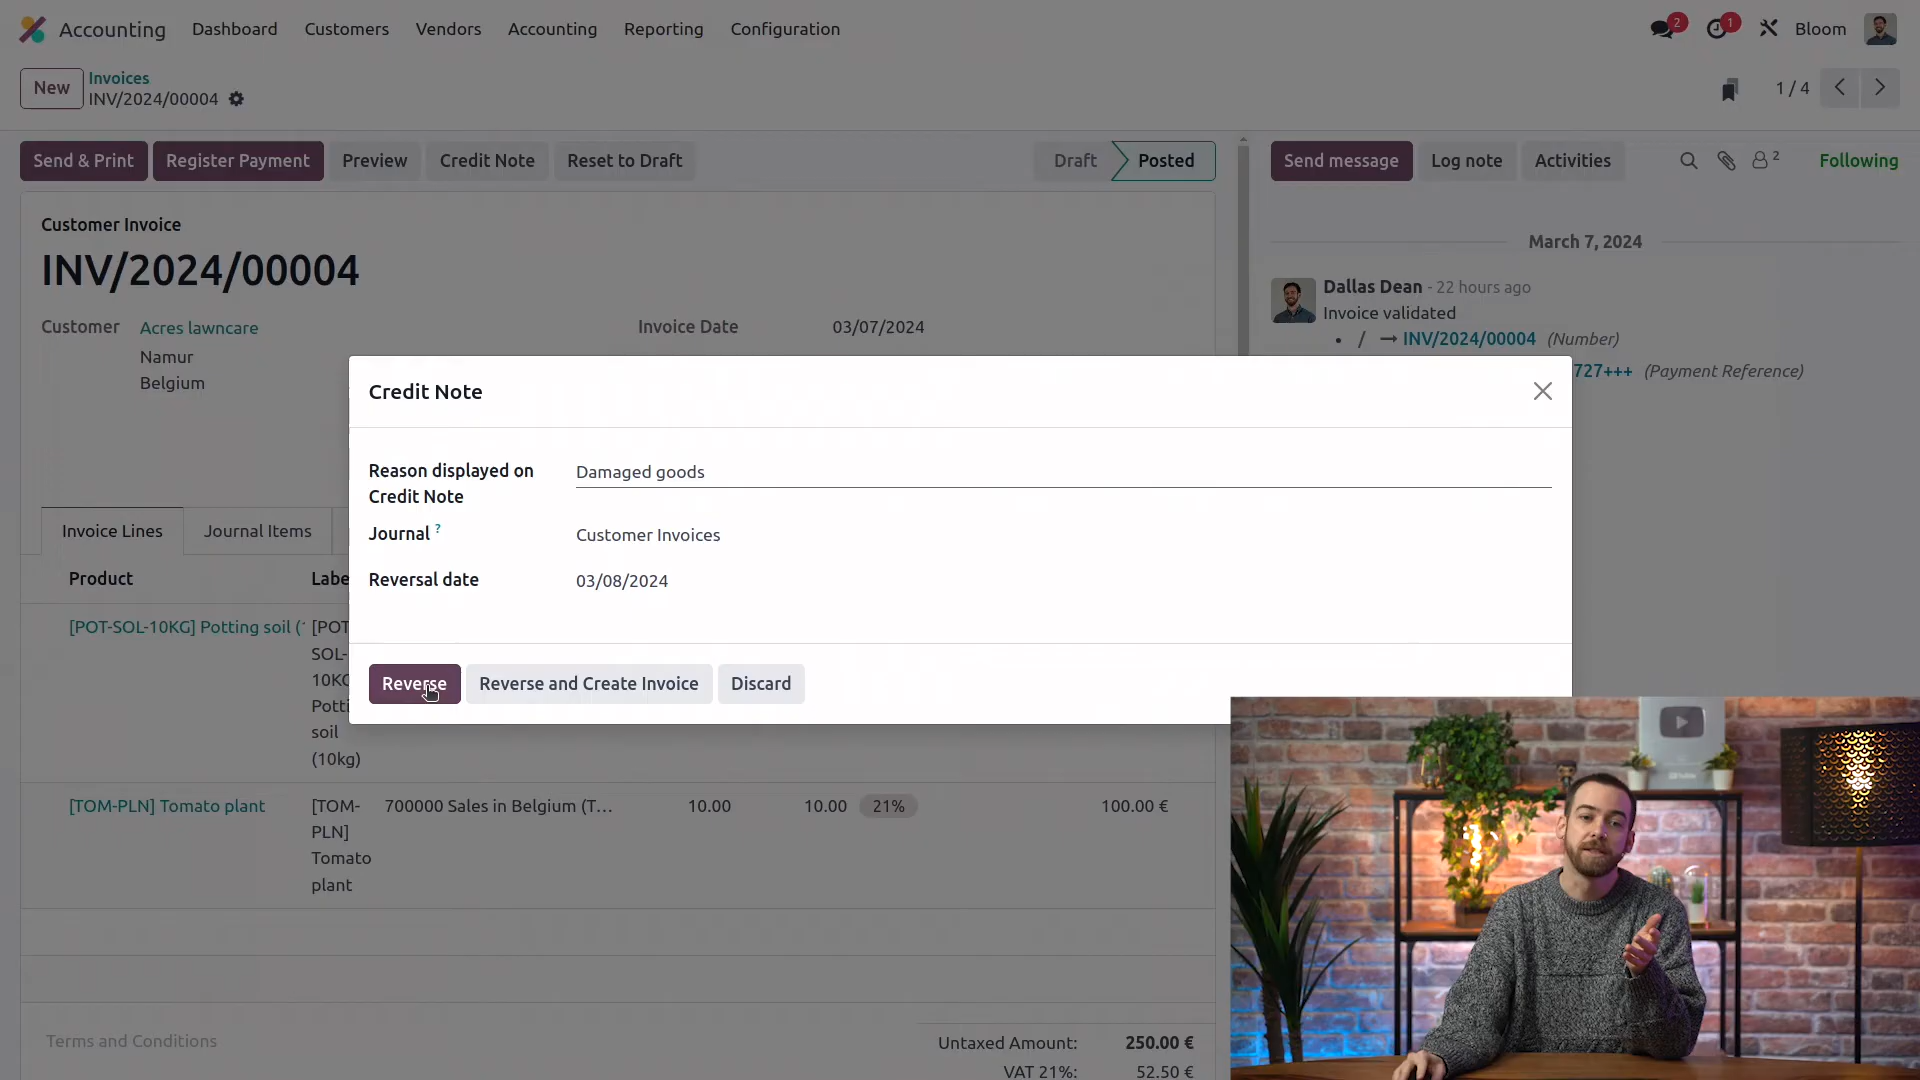 Accounting Dashboard Customers Vendors Accounting Reporting Configuration 2 1 Bloom
New Invoices
INV/2024/00004 1 / 4
Send & Print Register Payment Preview Credit Note Reset to Draft Draft Posted Send message Log note Activities 2 Following
Customer Invoice
INV/2024/00004
March 7, 2024
Dallas Dean - 22 hours ago
Invoice validated
• / → INV/2024/00004 (Number)
727+++ (Payment Reference)
Customer Acres lawncare Invoice Date 03/07/2024
Namur
Belgium
Credit Note
Reason displayed on
Credit Note Damaged goods
Journal ? Customer Invoices
Reversal date 03/08/2024
Reverse Reverse and Create Invoice Discard
Invoice Lines Journal Items
Product Labe
[POT-SOL-10KG] Potting soil ( [POT
SOL-
10KG
Potti
soil
(10kg)
[TOM-PLN] Tomato plant [TOM- 700000 Sales in Belgium (T... 10.00 10.00 21% 100.00 €
PLN]
Tomato
plant
Terms and Conditions
Untaxed Amount: 250.00 €
VAT 21%: 52.50 €